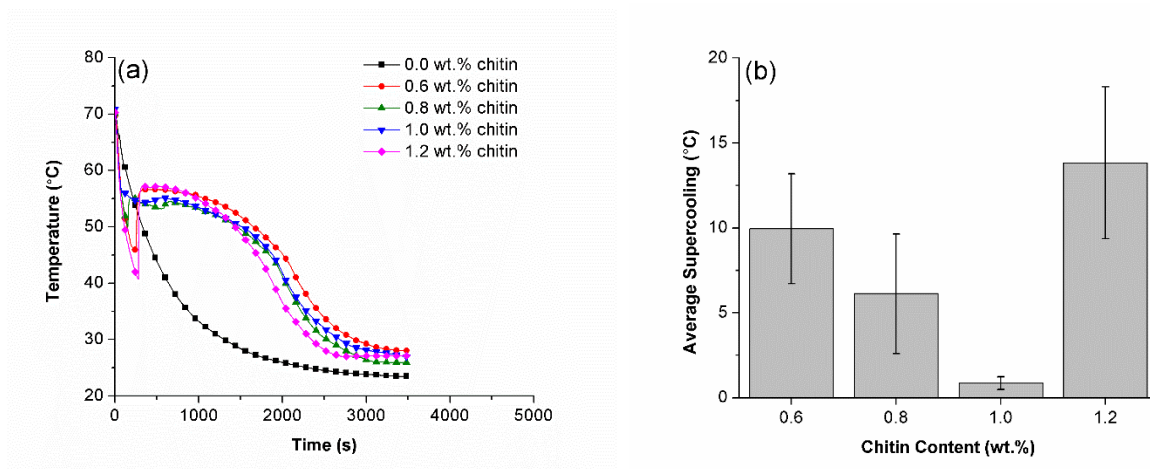 (a)
80
70
60
50
40
30
20
Temperature (°C)
0.0 wt.% chitin
0.6 wt.% chitin
0.8 wt.% chitin
1.0 wt.% chitin
1.2 wt.% chitin
0 1000 2000 3000 4000 5000
Time (s)
(b)
20
15
10
5
0
Average Supercooling (°C)
0.6 0.8 1.0 1.2
Chitin Content (wt.%)